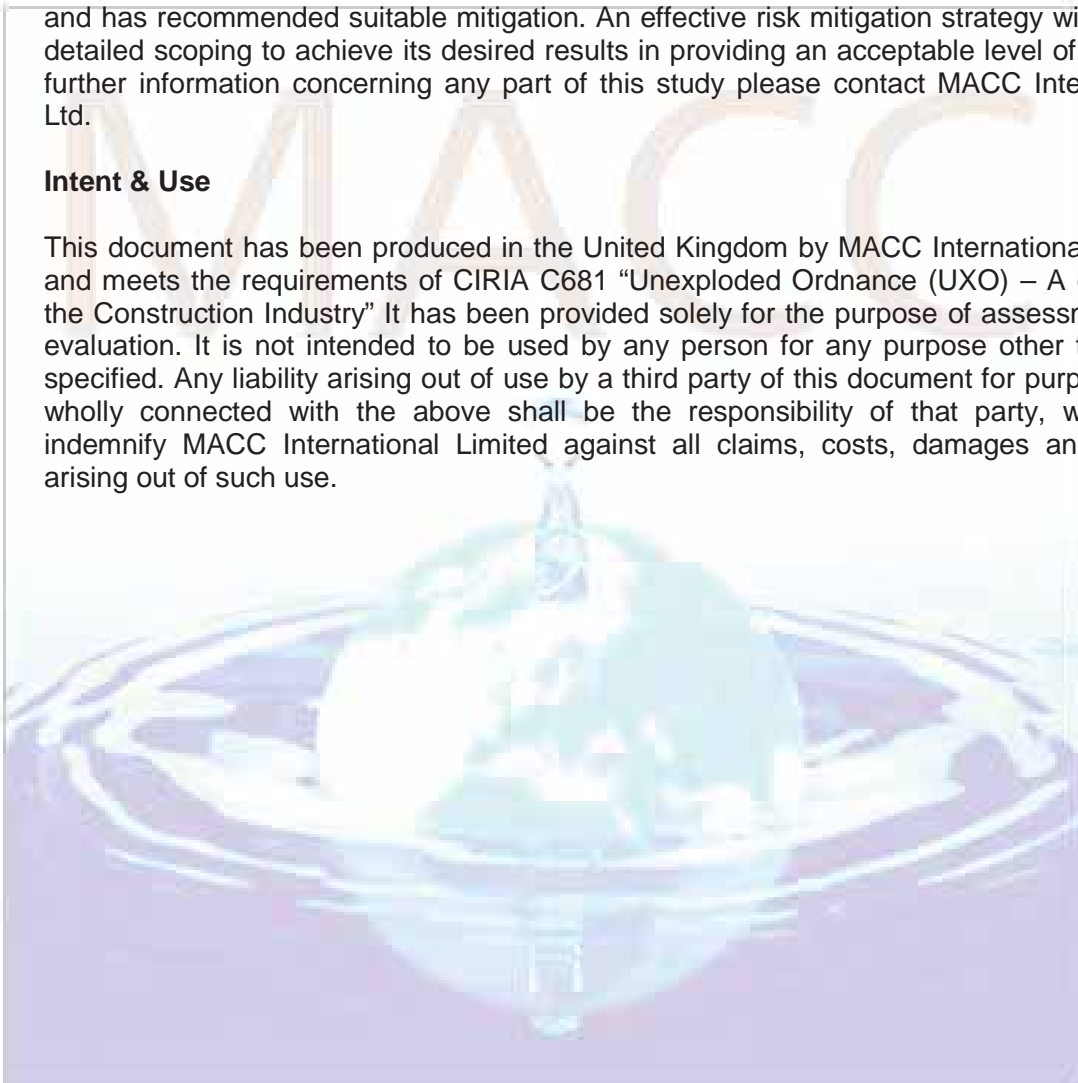 and has recommended suitable mitigation. An effective risk mitigation strategy wi
detailed scoping to achieve its desired results in providing an acceptable level of
further information concerning any part of this study please contact MACC Inte
Ltd.
MACC
Intent & Use
This document has been produced in the United Kingdom by MACC Internationa
and meets the requirements of CIRIA C681 “Unexploded Ordnance (UXO) – A
the Construction Industry” It has been provided solely for the purpose of assess
evaluation. It is not intended to be used by any person for any purpose other t
specified. Any liability arising out of use by a third party of this document for purp
wholly connected with the above shall be the responsibility of that party, w
indemnify MACC International Limited against all claims, costs, damages an
arising out of such use.